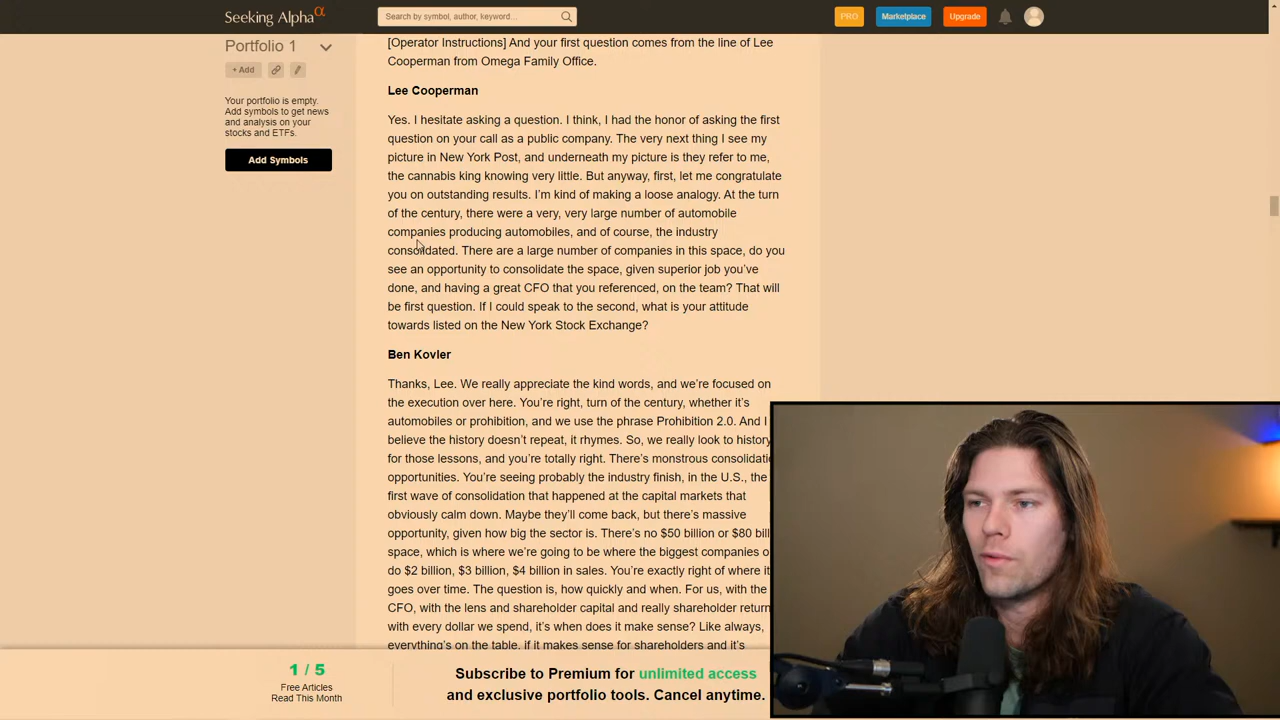 Seeking Alpha α
Search by symbol, author, keyword...
PRO
Marketplace
Upgrade
Portfolio 1
+ Add
Your portfolio is empty.
Add symbols to get news
and analysis on your
stocks and ETFs.
Add Symbols
[Operator Instructions] And your first question comes from the line of Lee
Cooperman from Omega Family Office.
Lee Cooperman
Yes. I hesitate asking a question. I think, I had the honor of asking the first
question on your call as a public company. The very next thing I see my
picture in New York Post, and underneath my picture is they refer to me,
the cannabis king knowing very little. But anyway, first, let me congratulate
you on outstanding results. I'm kind of making a loose analogy. At the turn
of the century, there were a very, very large number of automobile
companies producing automobiles, and of course, the industry
consolidated. There are a large number of companies in this space, do you
see an opportunity to consolidate the space, given superior job you've
done, and having a great CFO that you referenced, on the team? That will
be first question. If I could speak to the second, what is your attitude
towards listed on the New York Stock Exchange?
Ben Kovler
Thanks, Lee. We really appreciate the kind words, and we're focused on
the execution over here. You're right, turn of the century, whether it's
automobiles or prohibition, and we use the phrase Prohibition 2.0. And I
believe the history doesn't repeat, it rhymes. So, we really look to history
for those lessons, and you're totally right. There's monstrous consolidatio
opportunities. You're seeing probably the industry finish, in the U.S., the
first wave of consolidation that happened at the capital markets that
obviously calm down. Maybe they'll come back, but there's massive
opportunity, given how big the sector is. There's no $50 billion or $80 bill
space, which is where we're going to be where the biggest companies o
do $2 billion, $3 billion, $4 billion in sales. You're exactly right of where it
goes over time. The question is, how quickly and when. For us, with the
CFO, with the lens and shareholder capital and really shareholder return
with every dollar we spend, it's when does it make sense? Like always,
everything's on the table, if it makes sense for shareholders and it's
1 / 5
Free Articles
Read This Month
Subscribe to Premium for unlimited access
and exclusive portfolio tools. Cancel anytime.